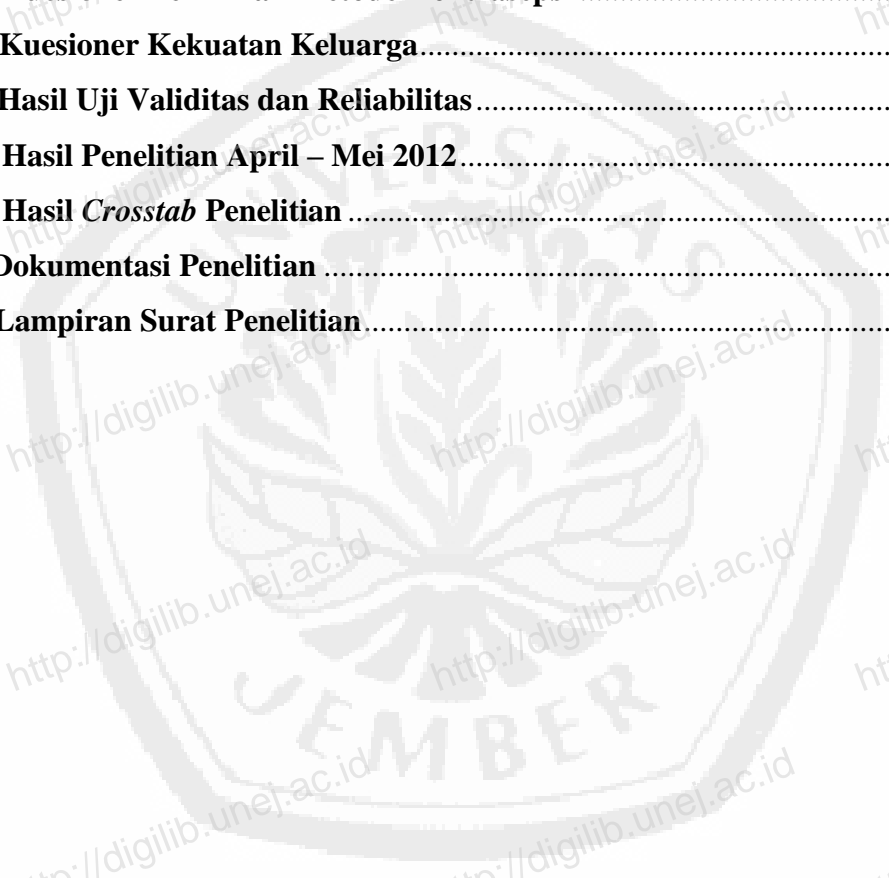 Kuesioner Kekuatan Keluarga
Hasil Uji Validitas dan Reliabilitas
Hasil Penelitian April – Mei 2012
Hasil Crosstab Penelitian
Dokumentasi Penelitian
Lampiran Surat Penelitian
UNIVERSITAS
JEMBER
http://digilib.unej.ac.id
http://digilib.unej.ac.id
http://digilib.unej.ac.id
http://digilib.unej.ac.id
http://digilib.unej.ac.id
http://digilib.unej.ac.id
http://digilib.unej.ac.id
http://digilib.unej.ac.id